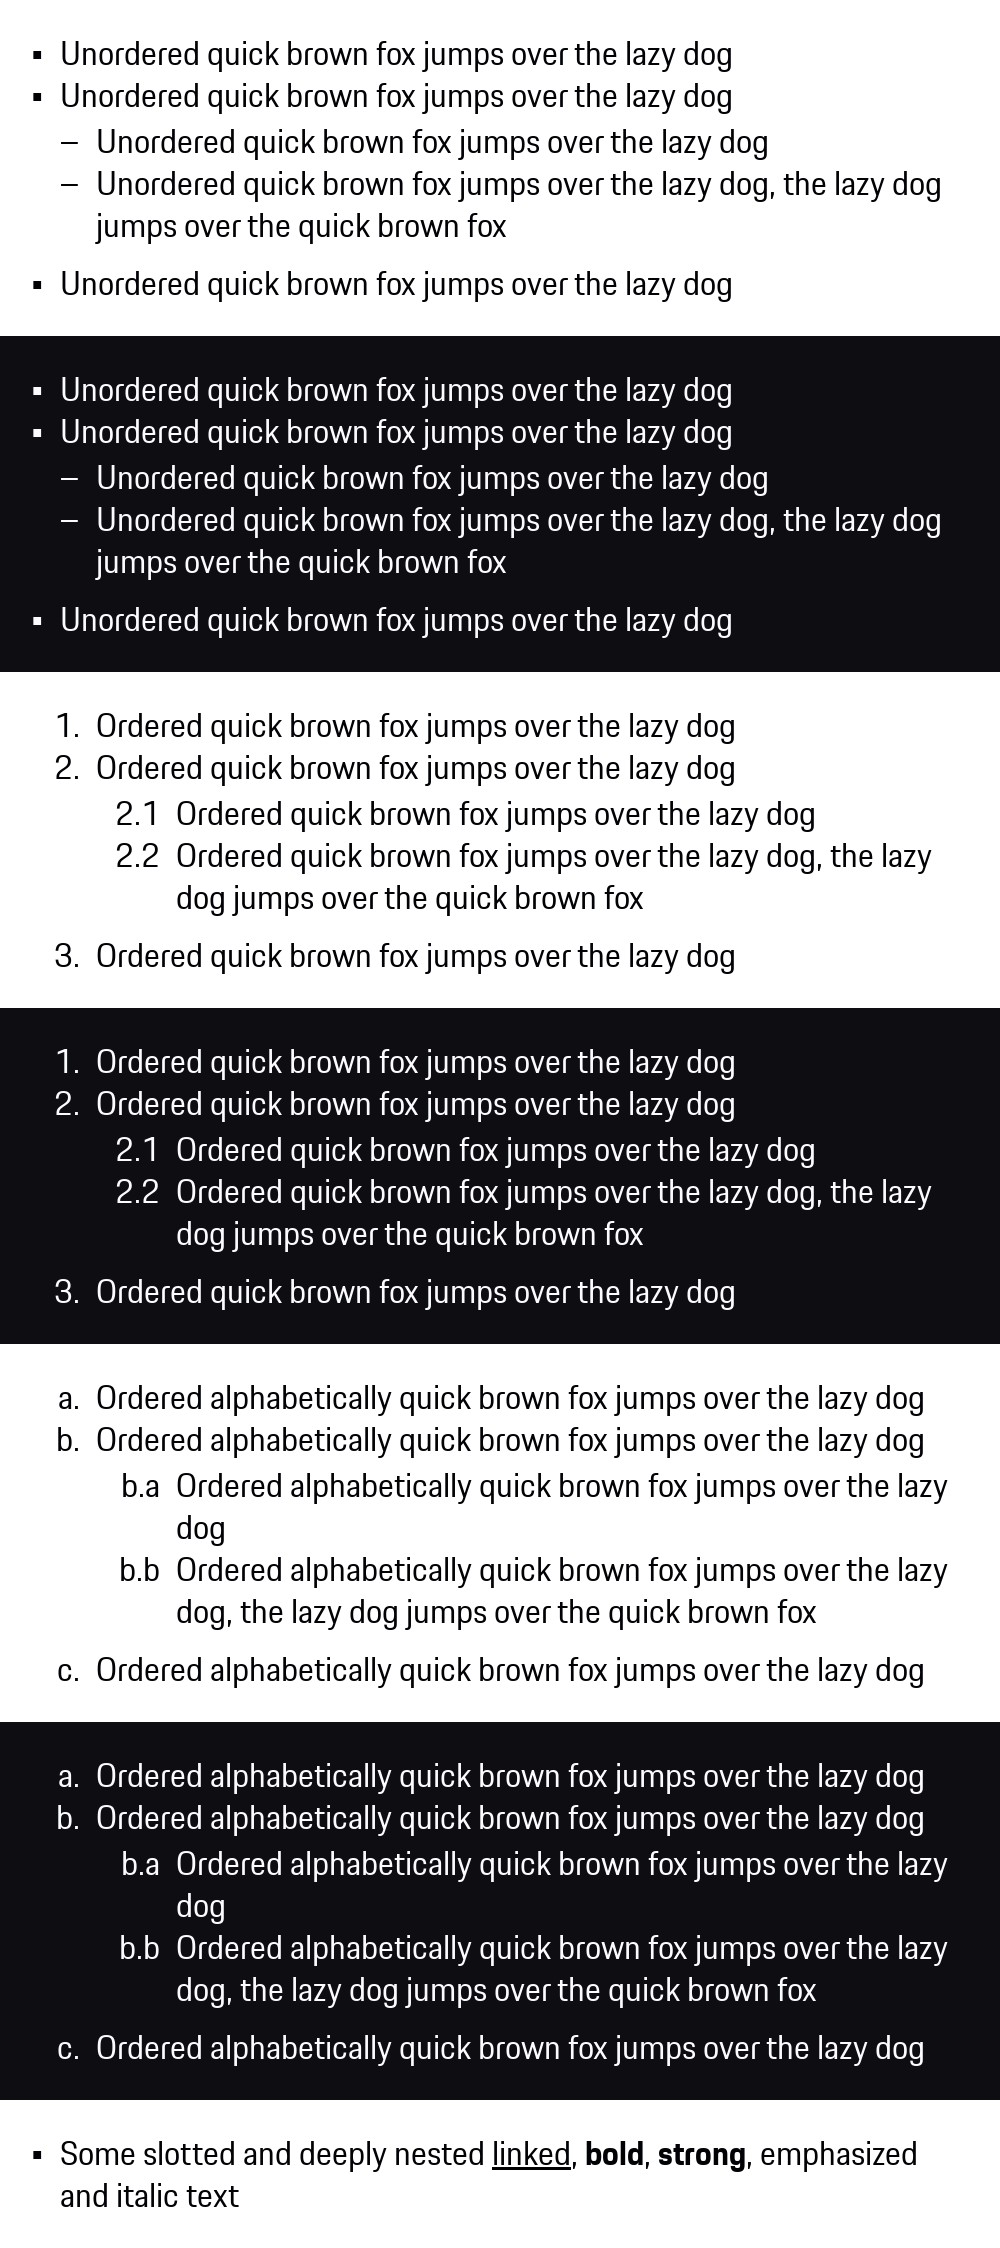 ▪ Unordered quick brown fox jumps over the lazy dog
▪ Unordered quick brown fox jumps over the lazy dog
– Unordered quick brown fox jumps over the lazy dog
– Unordered quick brown fox jumps over the lazy dog, the lazy dog
jumps over the quick brown fox
▪ Unordered quick brown fox jumps over the lazy dog
▪ Unordered quick brown fox jumps over the lazy dog
▪ Unordered quick brown fox jumps over the lazy dog
– Unordered quick brown fox jumps over the lazy dog
– Unordered quick brown fox jumps over the lazy dog, the lazy dog
jumps over the quick brown fox
▪ Unordered quick brown fox jumps over the lazy dog
1. Ordered quick brown fox jumps over the lazy dog
2. Ordered quick brown fox jumps over the lazy dog
2.1 Ordered quick brown fox jumps over the lazy dog
2.2 Ordered quick brown fox jumps over the lazy dog, the lazy
dog jumps over the quick brown fox
3. Ordered quick brown fox jumps over the lazy dog
1. Ordered quick brown fox jumps over the lazy dog
2. Ordered quick brown fox jumps over the lazy dog
2.1 Ordered quick brown fox jumps over the lazy dog
2.2 Ordered quick brown fox jumps over the lazy dog, the lazy
dog jumps over the quick brown fox
3. Ordered quick brown fox jumps over the lazy dog
a. Ordered alphabetically quick brown fox jumps over the lazy dog
b. Ordered alphabetically quick brown fox jumps over the lazy dog
b.a Ordered alphabetically quick brown fox jumps over the lazy
dog
b.b Ordered alphabetically quick brown fox jumps over the lazy
dog, the lazy dog jumps over the quick brown fox
c. Ordered alphabetically quick brown fox jumps over the lazy dog
a. Ordered alphabetically quick brown fox jumps over the lazy dog
b. Ordered alphabetically quick brown fox jumps over the lazy dog
b.a Ordered alphabetically quick brown fox jumps over the lazy
dog
b.b Ordered alphabetically quick brown fox jumps over the lazy
dog, the lazy dog jumps over the quick brown fox
c. Ordered alphabetically quick brown fox jumps over the lazy dog
▪ Some slotted and deeply nested linked, bold, strong, emphasized
and italic text